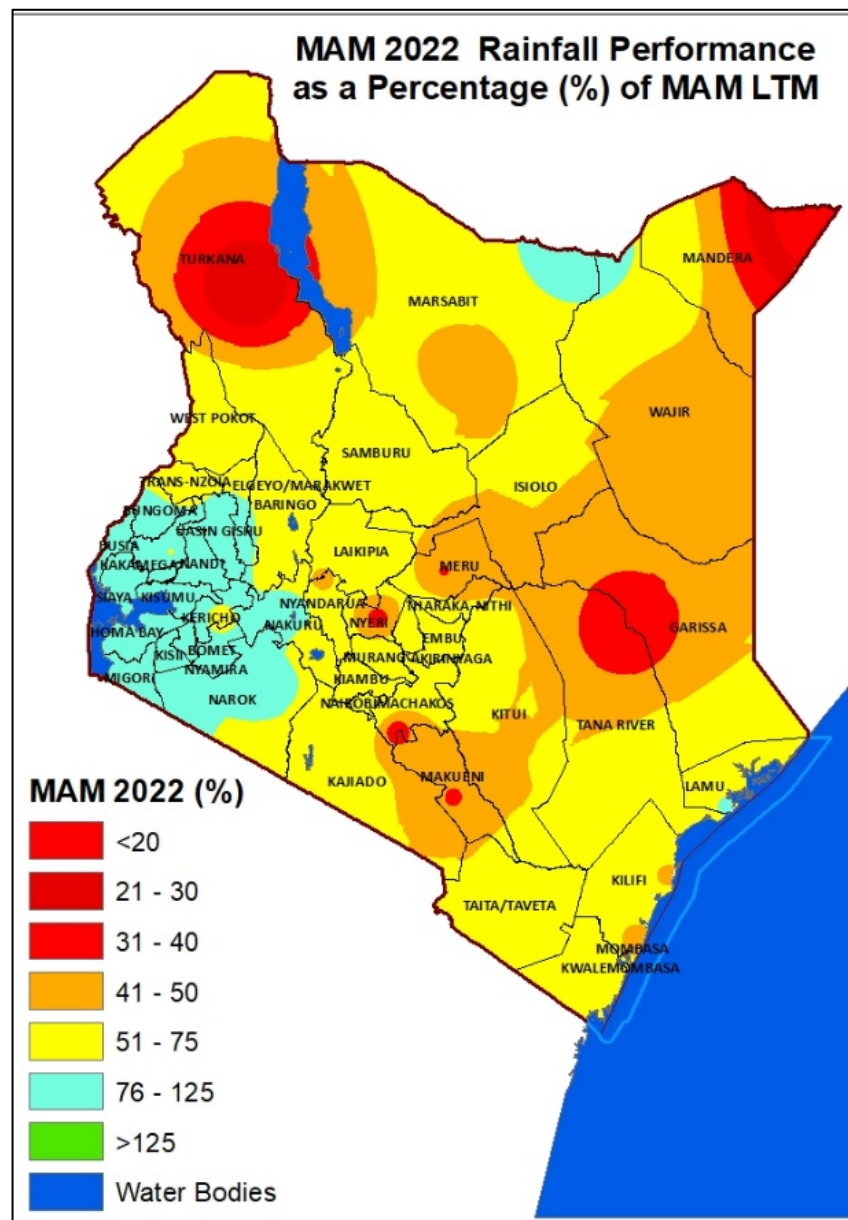 MAM 2022 Rainfall Performance
as a Percentage (%) of MAM LTM
TURKANA
MANDERA
MARSABIT
WAJIR
WEST POKOT
SAMBURU
TRANS-NZOIA
ELGEYO/MARAKWET
ISIOLO
BUNGOMA
BARINGO
UASIN GISHU
BUSIA
LAIKIPIA
KAKAMEGA
NANDI
MERU
SIAYA
KISUMU
NYANDARUA
THARAKA-NITHI
KERICHO
NAKURU
NYERI
GARISSA
HOMA BAY
EMBU
KISII
BOMET
MURANG'A
KIRINYAGA
NYAMIRA
MIGORI
KIAMBU
NAROK
NAIROBI
MACHAKOS
KITUI
TANA RIVER
KAJIADO
MAKUENI
LAMU
MAM 2022 (%)
<20
21 - 30
31 - 40
41 - 50
51 - 75
76 - 125
>125
Water Bodies
KILIFI
TAITA/TAVETA
MOMBASA
KWALE
MOMBASA